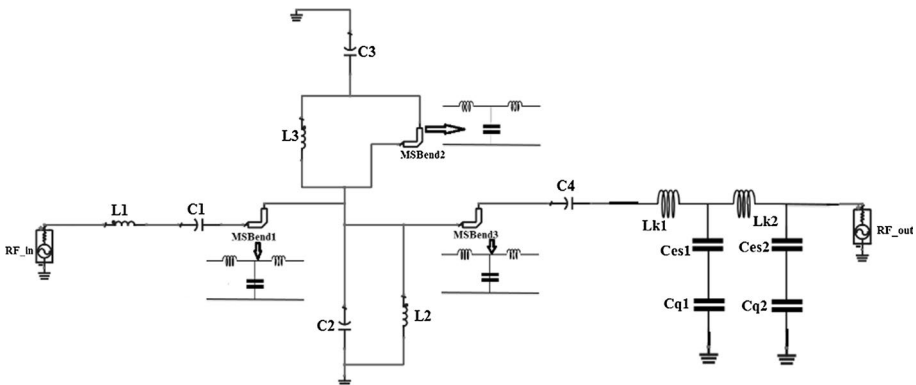 C3
L3
MSBend2
L1
C1
MSBend1
C4
MSBend3
Lk1
Lk2
RF_in
RF_out
Ces1
Ces2
C2
L2
Cq1
Cq2